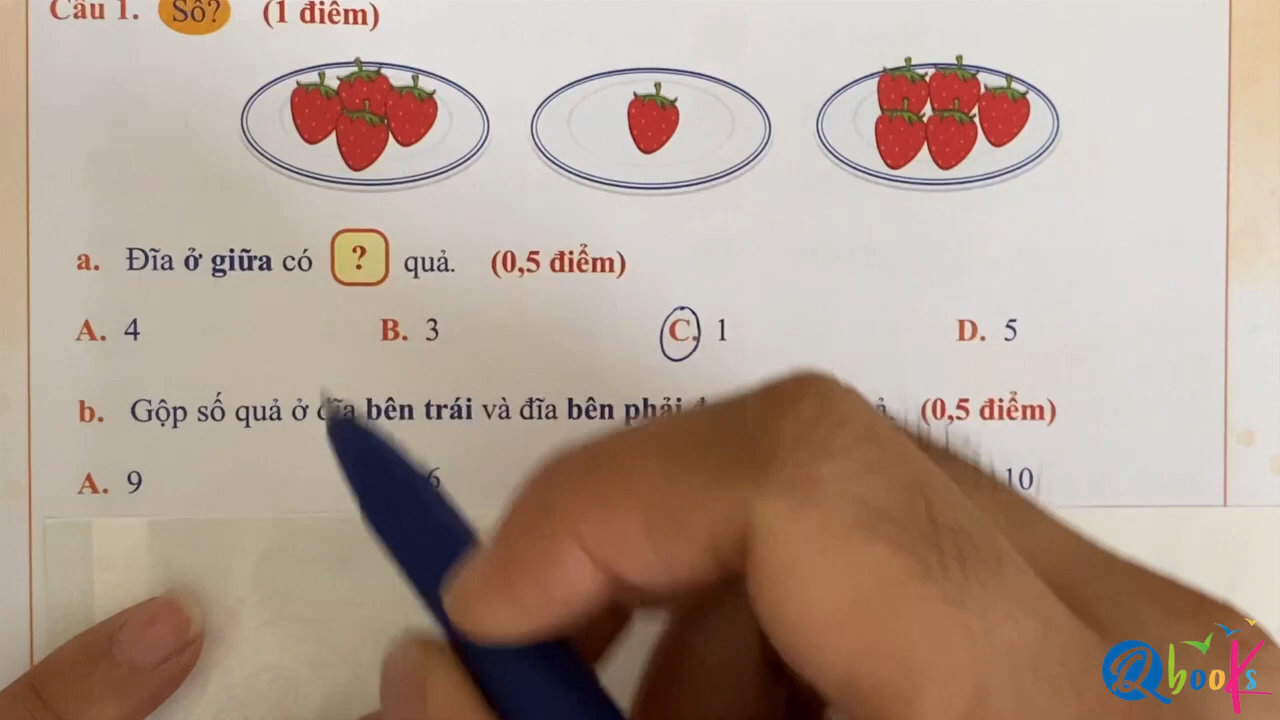 Câu 1. Số? (1 điểm)
a. Đĩa ở giữa có ? quả. (0,5 điểm)
A. 4 B. 3 C. 1 D. 5
b. Gộp số quả ở đĩa bên trái và đĩa bên phải (0,5 điểm)
A. 9 6 10
Qbooks